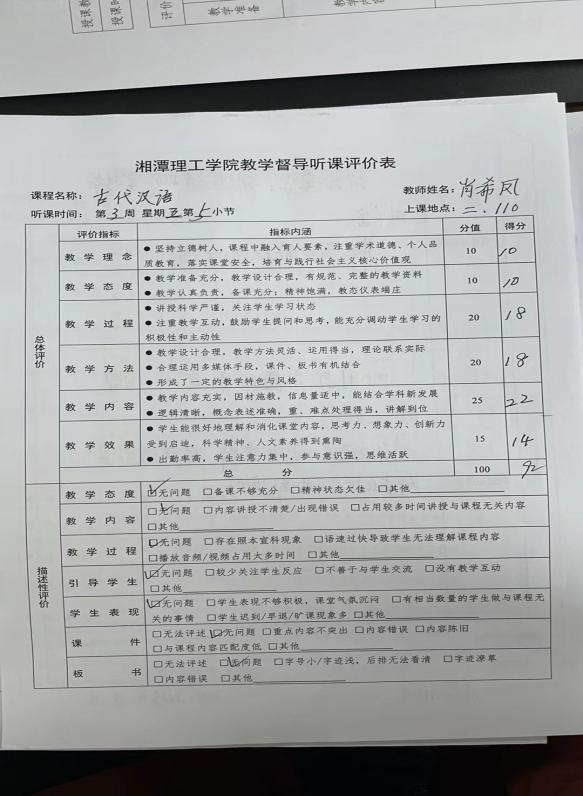 授课
授课时
评价
教学准备
湘潭理工学院教学督导听课评价表
课程名称: 古代汉语 教师姓名: 肖希凤
听课时间: 第3周 星期五第5小节 上课地点: 二.110
评价指标 指标内涵 分值 得分
总体评价
教学理念 ●坚持立德树人，课程中融入育人要素，注重学术道德、个人品 10 10
质教育，落实课堂安全，培育与践行社会主义核心价值观
教学态度 ●教学准备充分，教学设计合理，有规范、完整的教学资料 10 10
●教学认真负责，备课充分；精神饱满，教态仪表端庄
教学过程 ●讲授科学严谨，关注学生学习状态 20 18
●注重教学互动，鼓励学生提问和思考，能充分调动学生学习的
积极性和主动性
教学方法 ●教学设计合理，教学方法灵活、运用得当，理论联系实际 20 18
●合理运用多媒体手段，课件、板书有机结合
●形成了一定的教学特色与风格
教学内容 ●教学内容充实，因材施教，信息量适中，能结合学科新发展 25 22
●逻辑清晰，概念表述准确，重、难点处理得当，讲解到位
教学效果 ●学生能很好地理解和消化课堂内容，思考力、想象力、创新力 15 14
受到启迪，科学精神、人文素养得到熏陶
●出勤率高，学生注意力集中，参与意识强，思维活跃
总分 100 92
描述性评价
教学态度 ☑无问题 □备课不够充分 □精神状态欠佳 □其他
教学内容 ☑无问题 □内容讲授不清楚/出现错误 □占用较多时间讲授与课程无关内容
□其他
教学过程 ☑无问题 □存在照本宣科现象 □语速过快导致学生无法理解课程内容
□播放音频/视频占用大多时间 □其他
引导学生 ☑无问题 □较少关注学生反应 □不善于与学生交流 □没有教学互动
□其他
学生表现 ☑无问题 □学生表现不够积极，课堂气氛沉闷 □有相当数量的学生做与课程无
关的事情 □学生迟到/早退/旷课现象多 □其他
课件 □无法评述 ☑无问题 □重点内容不突出 □内容错误 □内容陈旧
□与课程内容匹配度低 □其他
板书 □无法评述 ☑无问题 □字号小/字迹浅，后排无法看清 □字迹潦草
□内容错误 □其他